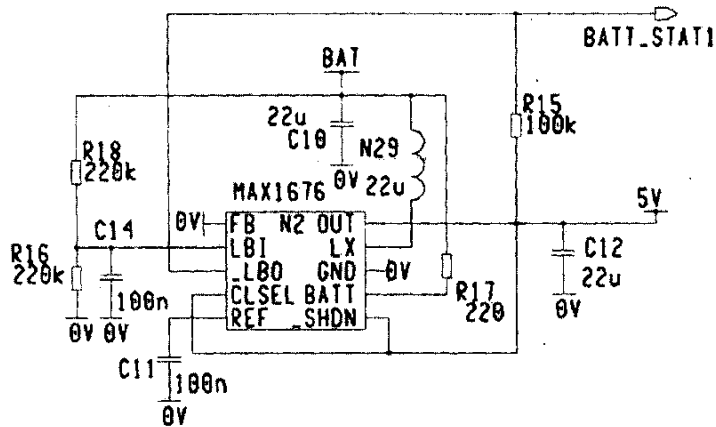 BATT_STAT1
BAT
R15
100k
22u
C10
N29
22u
R18
220k
MAX1676
5V
0V
C14
0V
FB N2 OUT
LBI LX
_LBO GND
CLSEL BATT
REF _SHDN
0V
C12
22u
R16
220k
100n
R17
220
0V
0V
0V
C11
100n
0V